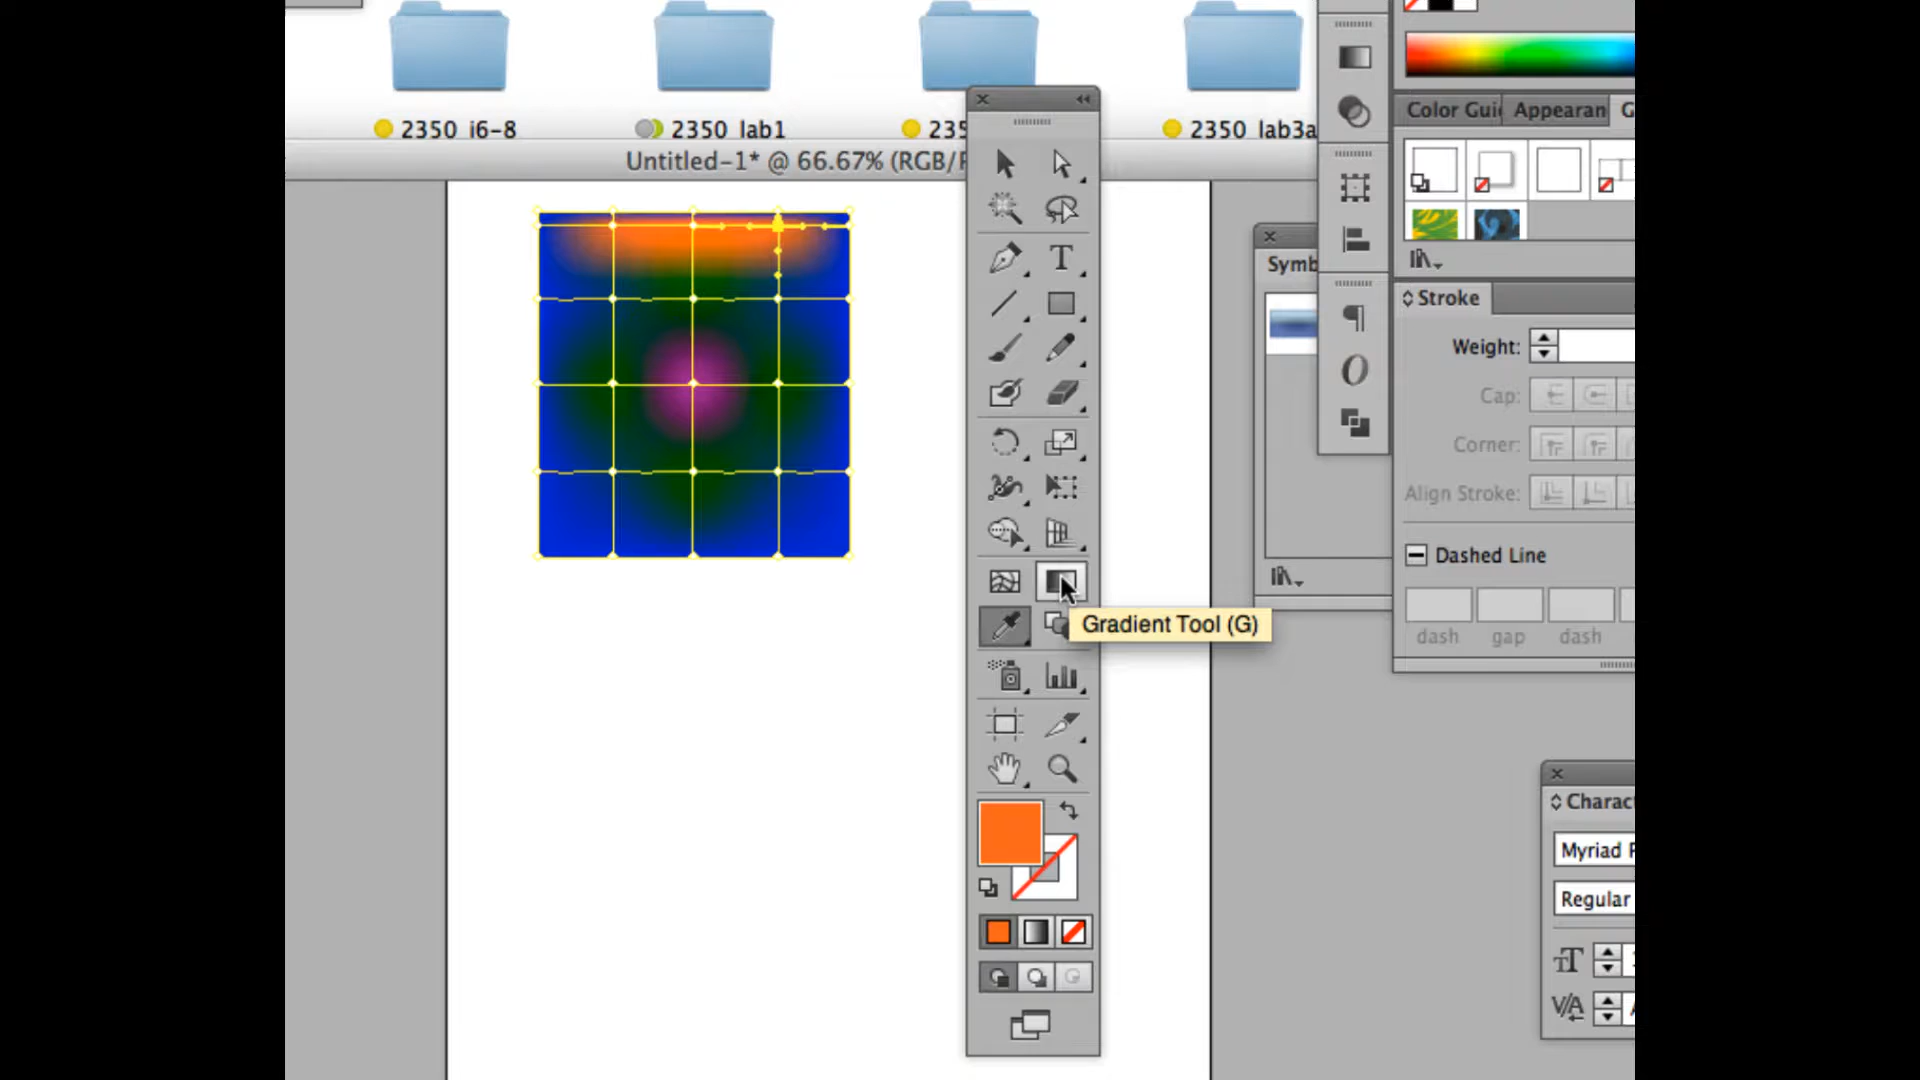 2350 i6-8
2350 lab1
235
2350 lab3a
Untitled-1* @ 66.67% (RGB/P
Color Gui
Appearan
G
Symb
Stroke
Weight:
Cap:
Corner:
Align Stroke:
Dashed Line
dash
gap
dash
Gradient Tool (G)
Charac
Myriad P
Regular